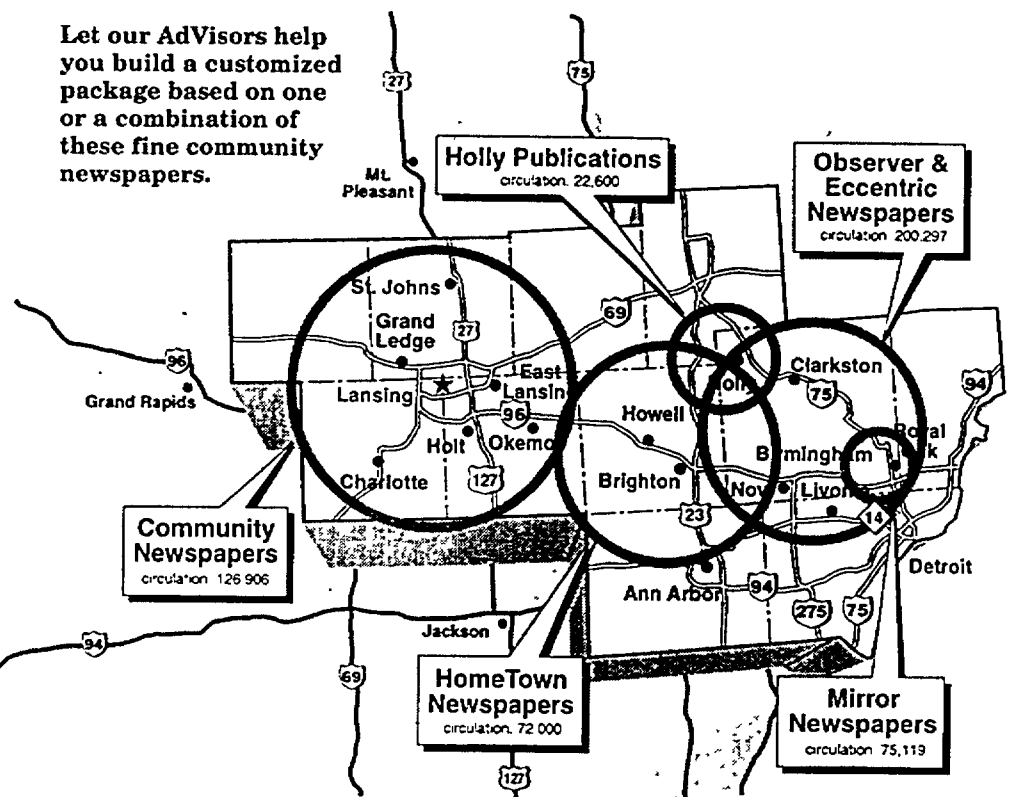 Let our AdVisors help
you build a customized
package based on one
or a combination of
these fine community
newspapers.
27
75
Mt.
Pleasant
Holly Publications
circulation. 22,600
Observer &
Eccentric
Newspapers
circulation 200,297
St. Johns
Grand
Ledge
27
69
96
Grand Rapids
Lansing
East
Lansin
96
Holt
Okemo
Charlotte
127
Howell
Brighton
23
Holly
Clarkston
75
94
Royal
Birmingham
Novi
Livon
14
Detroit
Ann Arbor
94
275
75
Community
Newspapers
circulation 126 906
94
Jackson
69
HomeTown
Newspapers
circulation. 72 000
127
Mirror
Newspapers
circulation 75,119